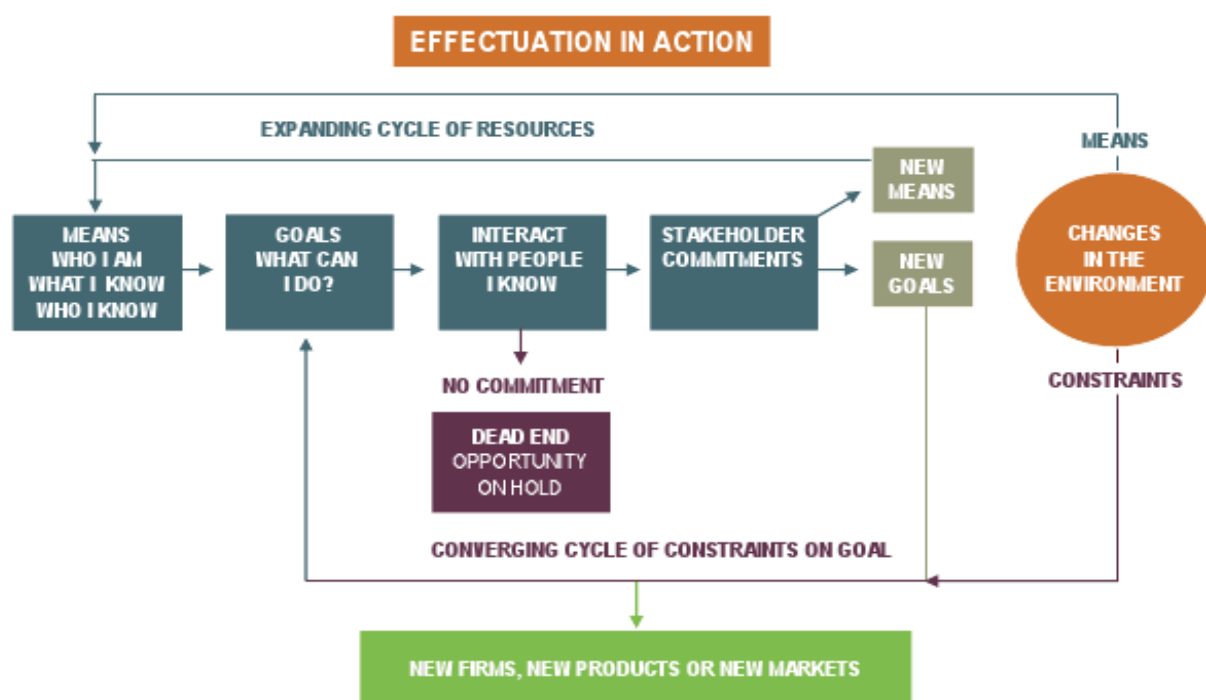 EFFECTUATION IN ACTION
EXPANDING CYCLE OF RESOURCES
MEANS
NEW
MEANS
MEANS
WHO I AM
WHAT I KNOW
WHO I KNOW
GOALS
WHAT CAN
I DO?
INTERACT
WITH PEOPLE
I KNOW
STAKEHOLDER
COMMITMENTS
NEW
GOALS
CHANGES
IN THE
ENVIRONMENT
NO COMMITMENT
CONSTRAINTS
DEAD END
OPPORTUNITY
ON HOLD
CONVERGING CYCLE OF CONSTRAINTS ON GOAL
NEW FIRMS, NEW PRODUCTS OR NEW MARKETS